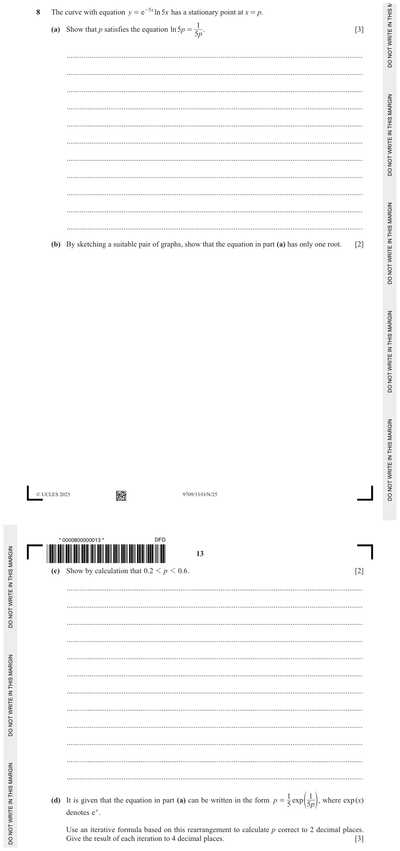 8 The curve with equation y = e^{-5x} ln 5x has a stationary point at x = p.
(a) Show that p satisfies the equation ln 5p = \frac{1}{5p}. [3]
DO NOT WRITE IN THIS MARGIN
(b) By sketching a suitable pair of graphs, show that the equation in part (a) has only one root. [2]
DO NOT WRITE IN THIS MARGIN
DO NOT WRITE IN THIS MARGIN
DO NOT WRITE IN THIS MARGIN
DO NOT WRITE IN THIS M
© UCLES 2025 9709/33/O/N/25
* 0000800000013 * DFD
13
(c) Show by calculation that 0.2 < p < 0.6. [2]
DO NOT WRITE IN THIS MARGIN
DO NOT WRITE IN THIS MARGIN
DO NOT WRITE IN THIS MARGIN
(d) It is given that the equation in part (a) can be written in the form p = \frac{1}{5} exp(\frac{1}{5p}), where exp(x)
denotes e^x.
Use an iterative formula based on this rearrangement to calculate p correct to 2 decimal places.
Give the result of each iteration to 4 decimal places. [3]